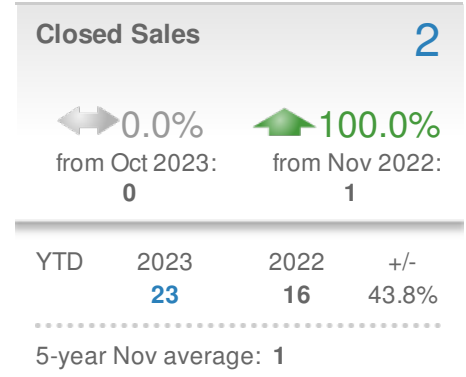 Closed Sales 2
0.0% 100.0%
from Oct 2023: from Nov 2022:
0 1
YTD 2023 2022 +/-
23 16 43.8%
5-year Nov average: 1